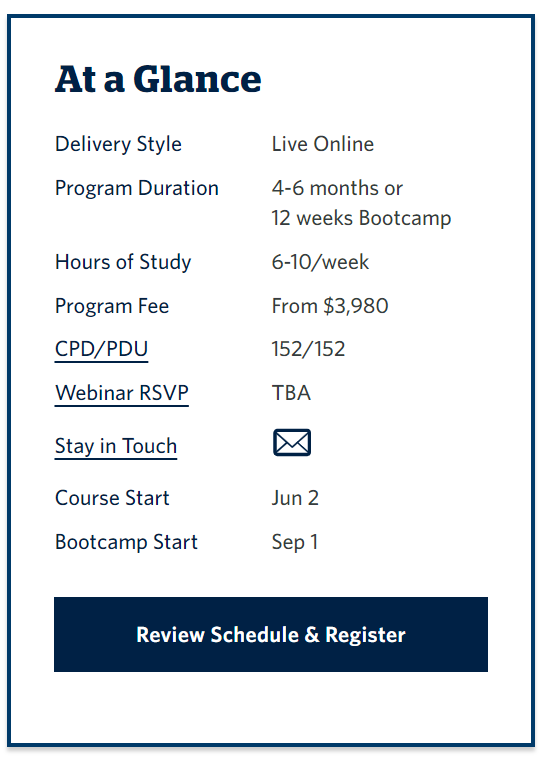 At a Glance
Delivery Style Live Online
Program Duration 4-6 months or
12 weeks Bootcamp
Hours of Study 6-10/week
Program Fee From $3,980
CPD/PDU 152/152
Webinar RSVP TBA
Stay in Touch
Course Start Jun 2
Bootcamp Start Sep 1
Review Schedule & Register